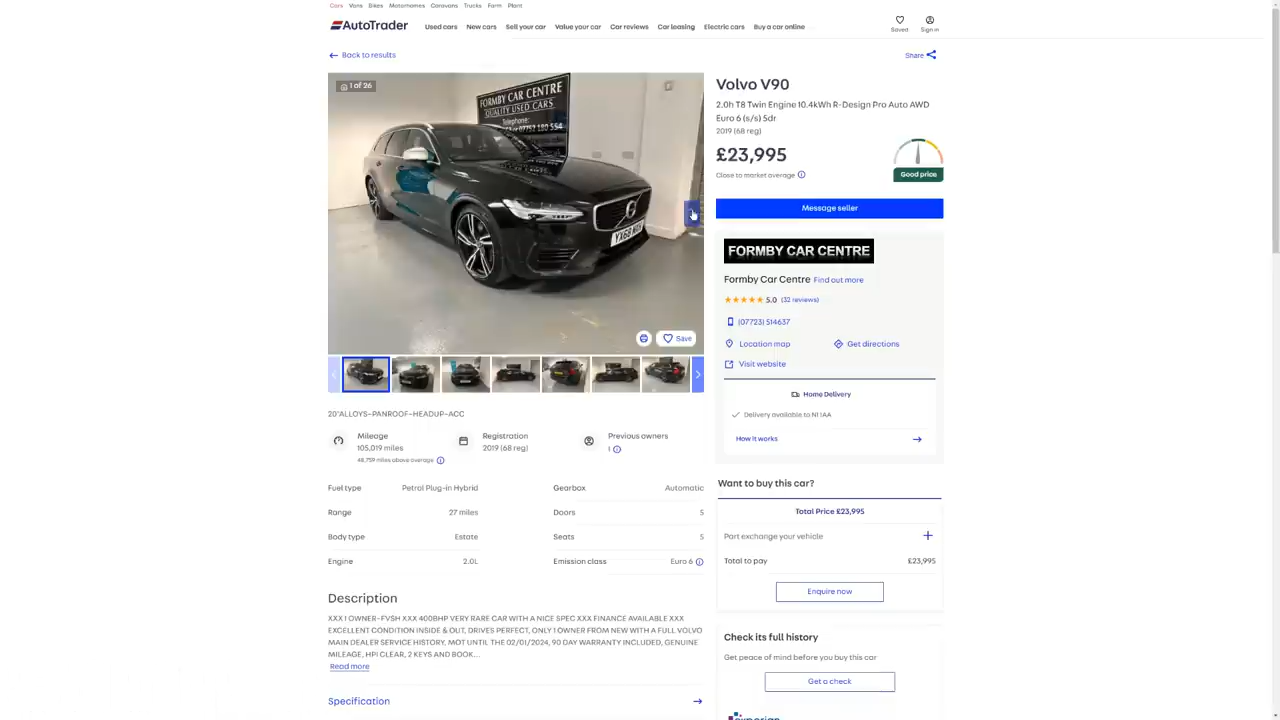 Cars Vans Bikes Motorhomes Caravans Trucks Farm Plant
AutoTrader
Used cars New cars Sell your car Value your car Car reviews Car leasing Electric cars Buy a car online
Saved Sign in
Back to results
Share
1 of 26
FORMBY CAR CENTRE
QUALITY USED CARS
Telephone:
Save
Volvo V90
2.0h T8 Twin Engine 10.4kWh R-Design Pro Auto AWD
Euro 6 (s/s) 5dr
2019 (68 reg)
£23,995
Close to market average
Good price
Message seller
FORMBY CAR CENTRE
Formby Car Centre Find out more
5.0 (32 reviews)
(07723) 514637
Location map Get directions
Visit website
Home Delivery
Delivery available to N1 1AA
How it works
20"ALLOYS-PANROOF-HEADUP-ACC
Mileage
105,019 miles
48,759 miles above average
Registration
2019 (68 reg)
Previous owners
1
Fuel type Petrol Plug-in Hybrid
Gearbox Automatic
Range 27 miles
Doors 5
Body type Estate
Seats 5
Engine 2.0L
Emission class Euro 6
Want to buy this car?
Total Price £23,995
Part exchange your vehicle
Total to pay £23,995
Enquire now
Description
XXX 1 OWNER-FVSH XXX 400BHP VERY RARE CAR WITH A NICE SPEC XXX FINANCE AVAILABLE XXX
EXCELLENT CONDITION INSIDE & OUT, DRIVES PERFECT, ONLY 1 OWNER FROM NEW WITH A FULL VOLVO
MAIN DEALER SERVICE HISTORY, MOT UNTIL THE 02/01/2024, 90 DAY WARRANTY INCLUDED, GENUINE
MILEAGE, HPI CLEAR, 2 KEYS AND BOOK...
Read more
Specification
Check its full history
Get peace of mind before you buy this car
Get a check
experian